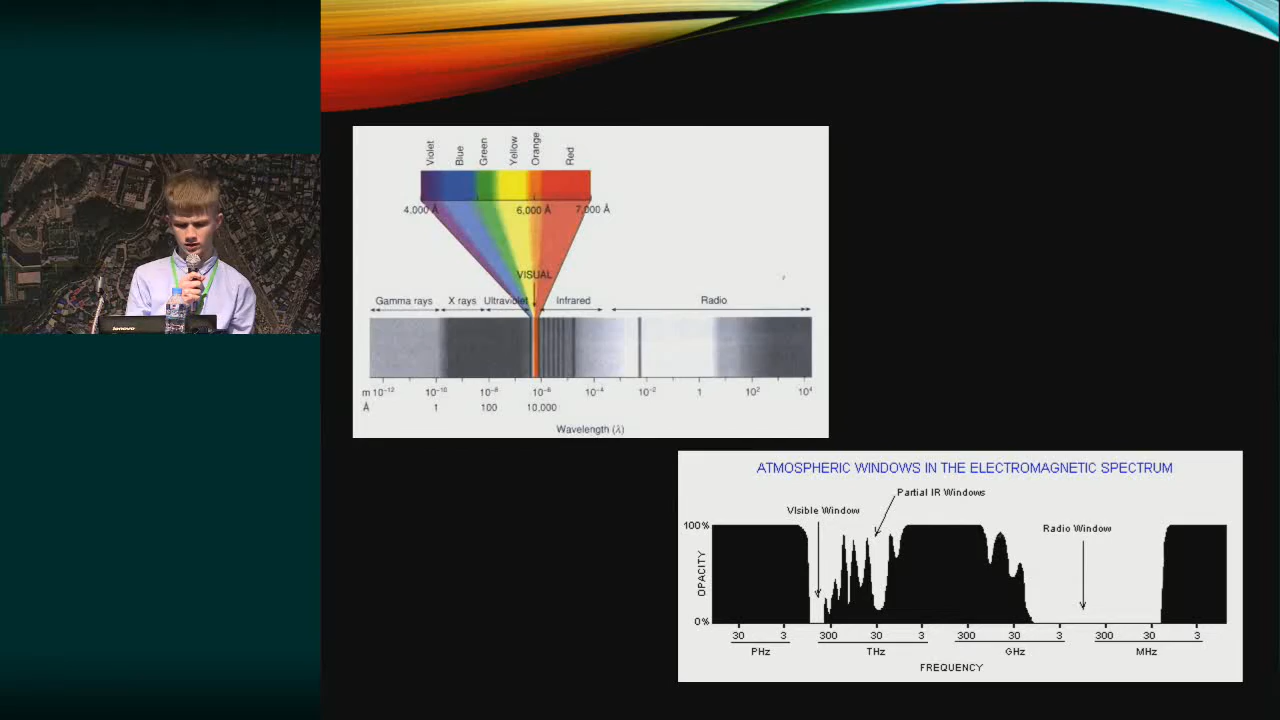 Violet Blue Green Yellow Orange Red
4,000 Å 6,000 Å 7,000 Å
VISUAL
Gamma rays X rays Ultraviolet Infrared Radio
m 10-12 10-10 10-8 10-6 10-4 10-2 1 102 104
Å 1 100 10,000
Wavelength (λ)
ATMOSPHERIC WINDOWS IN THE ELECTROMAGNETIC SPECTRUM
Partial IR Windows
Visible Window
Radio Window
100%
OPACITY
0%
30 3 300 30 3 300 30 3 300 30 3
PHz THz GHz MHz
FREQUENCY
lenovo